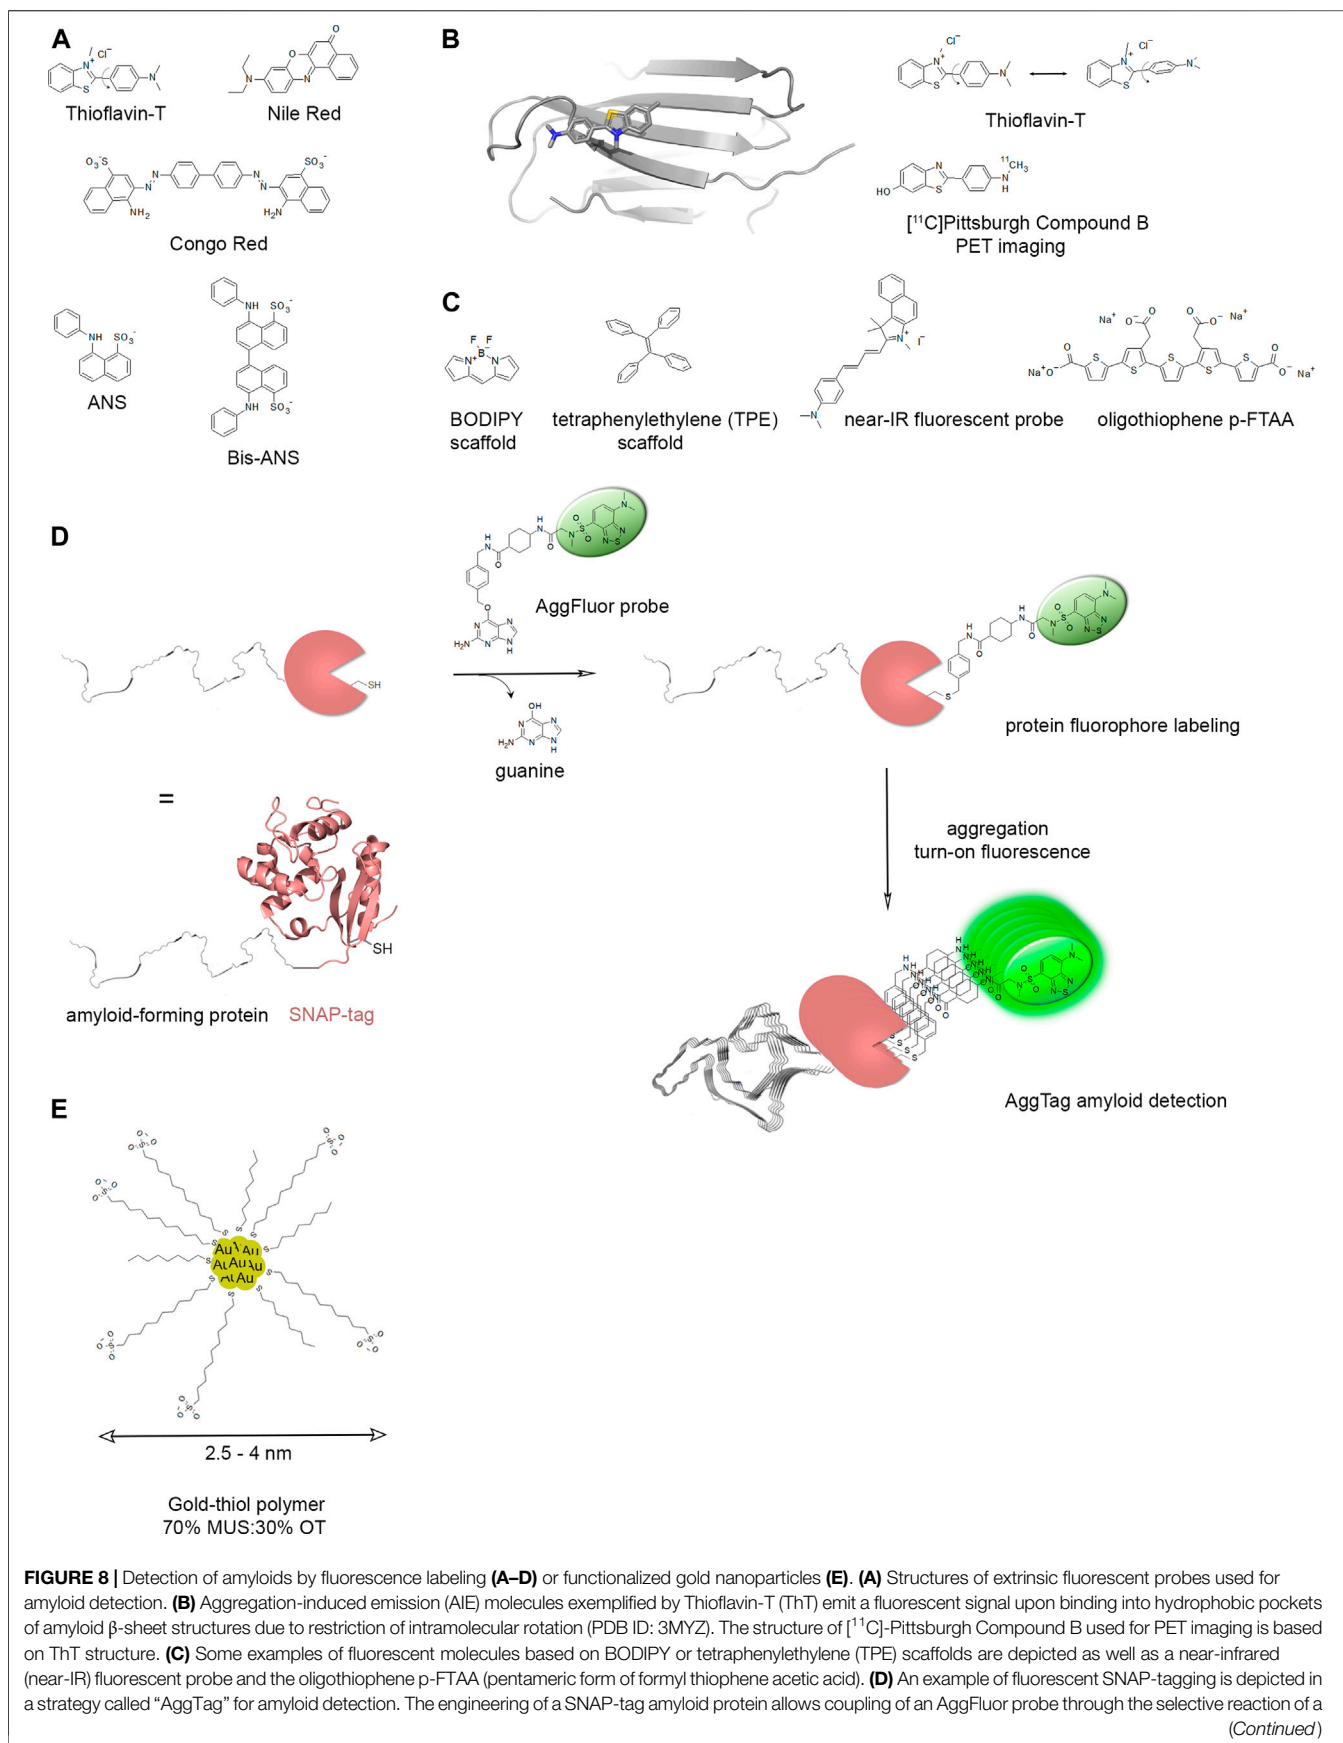 A
Cl⁻
Thioflavin-T
Nile Red
Congo Red
ANS
Bis-ANS
B
Cl⁻
Cl⁻
Thioflavin-T
[¹¹C]Pittsburgh Compound B
PET imaging
C
BODIPY
scaffold
tetraphenylethylene (TPE)
scaffold
near-IR fluorescent probe
oligothiophene p-FTAA
D
AggFluor probe
SH
guanine
protein fluorophore labeling
=
aggregation
turn-on fluorescence
SH
amyloid-forming protein SNAP-tag
AggTag amyloid detection
E
2.5 - 4 nm
Gold-thiol polymer
70% MUS:30% OT
FIGURE 8 | Detection of amyloids by fluorescence labeling (A–D) or functionalized gold nanoparticles (E). (A) Structures of extrinsic fluorescent probes used for
amyloid detection. (B) Aggregation-induced emission (AIE) molecules exemplified by Thioflavin-T (ThT) emit a fluorescent signal upon binding into hydrophobic pockets
of amyloid β-sheet structures due to restriction of intramolecular rotation (PDB ID: 3MYZ). The structure of [¹¹C]-Pittsburgh Compound B used for PET imaging is based
on ThT structure. (C) Some examples of fluorescent molecules based on BODIPY or tetraphenylethylene (TPE) scaffolds are depicted as well as a near-infrared
(near-IR) fluorescent probe and the oligothiophene p-FTAA (pentameric form of formyl thiophene acetic acid). (D) An example of fluorescent SNAP-tagging is depicted in
a strategy called “AggTag” for amyloid detection. The engineering of a SNAP-tag amyloid protein allows coupling of an AggFluor probe through the selective reaction of a
(Continued)